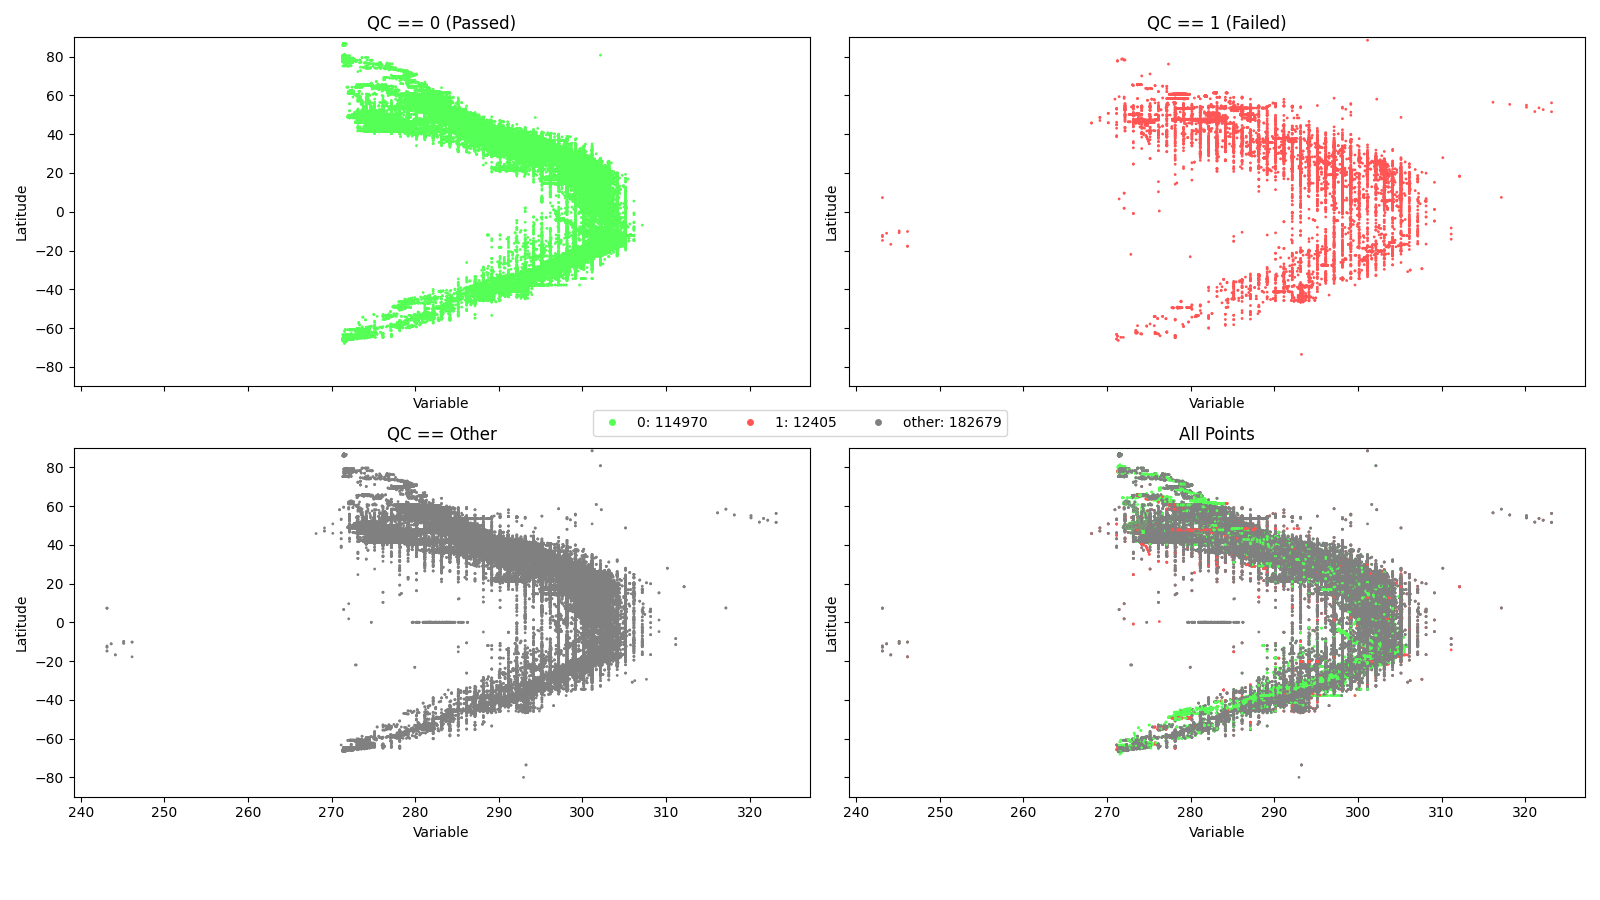 QC == 0 (Passed)
QC == 1 (Failed)
Latitude
80
60
40
20
0
−20
−40
−60
−80
Variable
Latitude
Variable
0: 114970
1: 12405
other: 182679
QC == Other
All Points
Latitude
80
60
40
20
0
−20
−40
−60
−80
240 250 260 270 280 290 300 310 320
Variable
Latitude
240 250 260 270 280 290 300 310 320
Variable